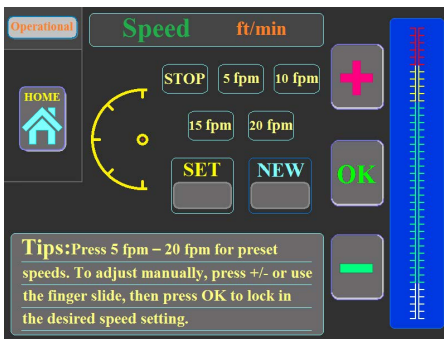 Operational
Speed ft/min
STOP 5 fpm 10 fpm
HOME
15 fpm 20 fpm
SET NEW
OK
Tips:Press 5 fpm – 20 fpm for preset
speeds. To adjust manually, press +/- or use
the finger slide, then press OK to lock in
the desired speed setting.